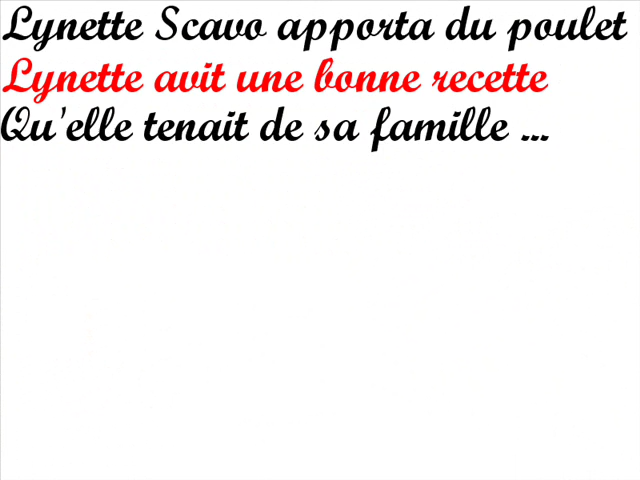 Lynette Scavo apporta du poulet
Lynette avit une bonne recette
Qu'elle tenait de sa famille ...